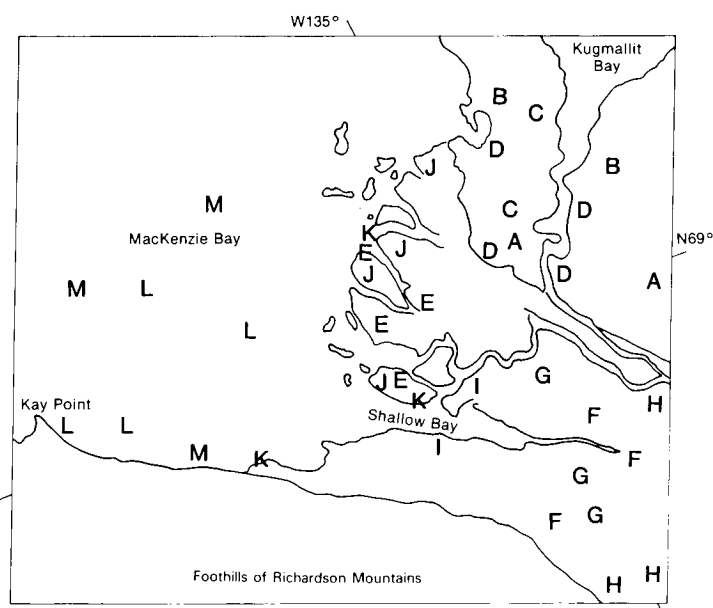 W135°
Kugmallit
Bay
B
C
D
B
J
M
C
D
K
MacKenzie Bay
J
D
A
N69°
E
J
D
A
M
L
E
L
E
J
E
I
G
Kay Point
K
H
Shallow Bay
F
L
L
I
M
K
F
G
F
G
Foothills of Richardson Mountains
H
H